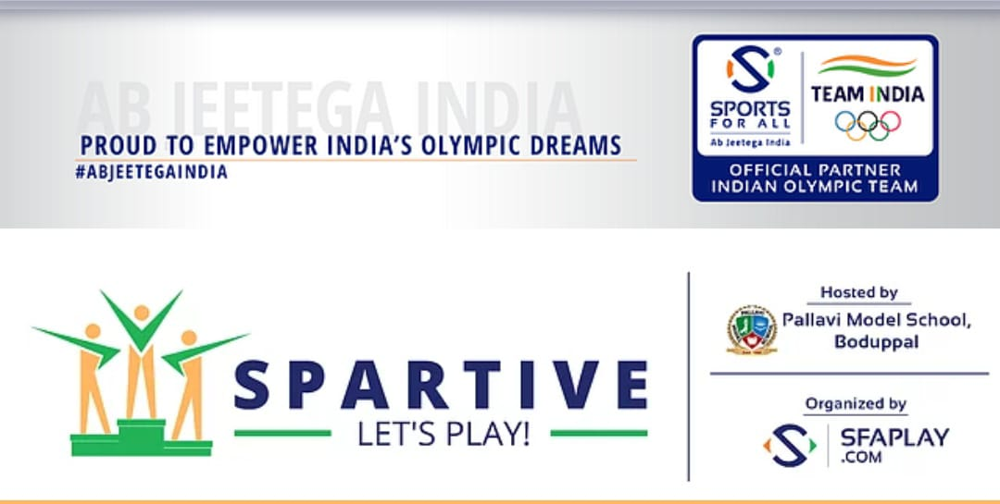 AB JEETEGA INDIA
PROUD TO EMPOWER INDIA'S OLYMPIC DREAMS
#ABJEETEGAINDIA
S®
SPORTS
FOR ALL
Ab Jeetega India
TEAM INDIA
OFFICIAL PARTNER
INDIAN OLYMPIC TEAM
SPARTIVE
LET'S PLAY!
Hosted by
PALLAVI
Pallavi Model School,
Boduppal
Organized by
S
SFAPLAY
.COM